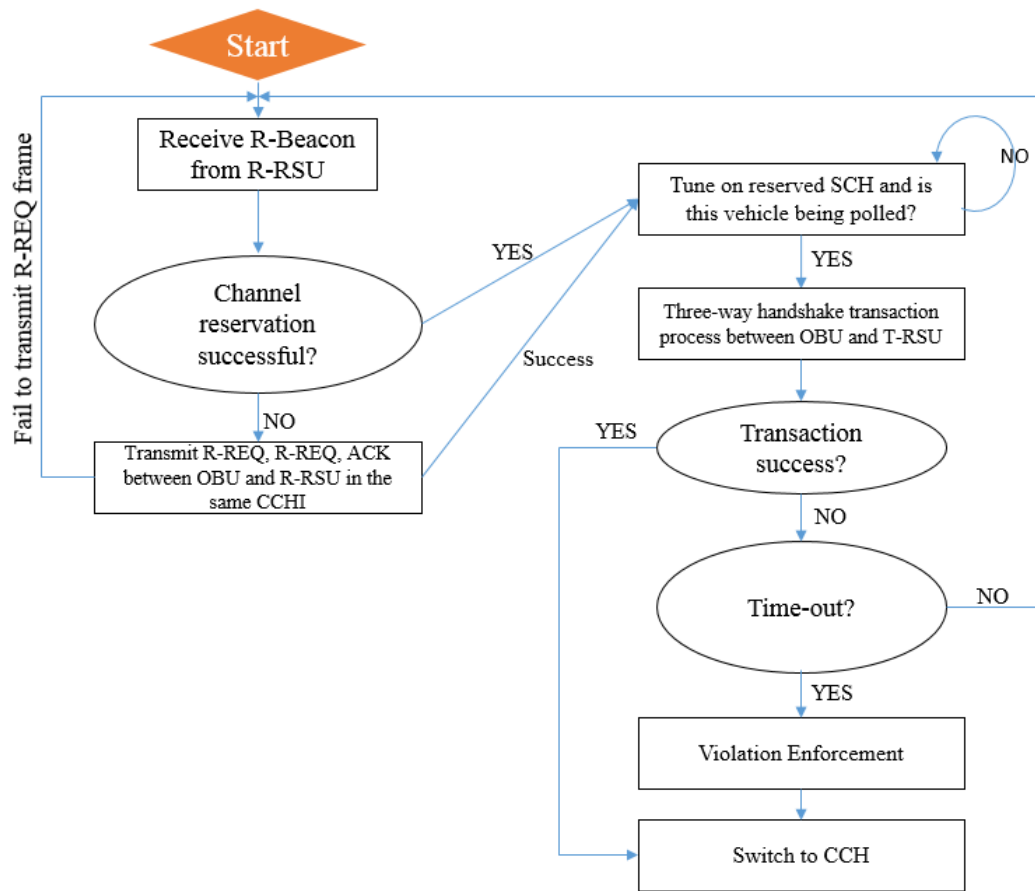 Start
Fail to transmit R-REQ frame
Receive R-Beacon
from R-RSU
Channel
reservation
successful?
YES
NO
Transmit R-REQ, R-REQ, ACK
between OBU and R-RSU in the
same CCHI
Success
Tune on reserved SCH and is
this vehicle being polled?
NO
YES
Three-way handshake transaction
process between OBU and T-RSU
Transaction
success?
YES
NO
Time-out?
NO
YES
Violation Enforcement
Switch to CCH